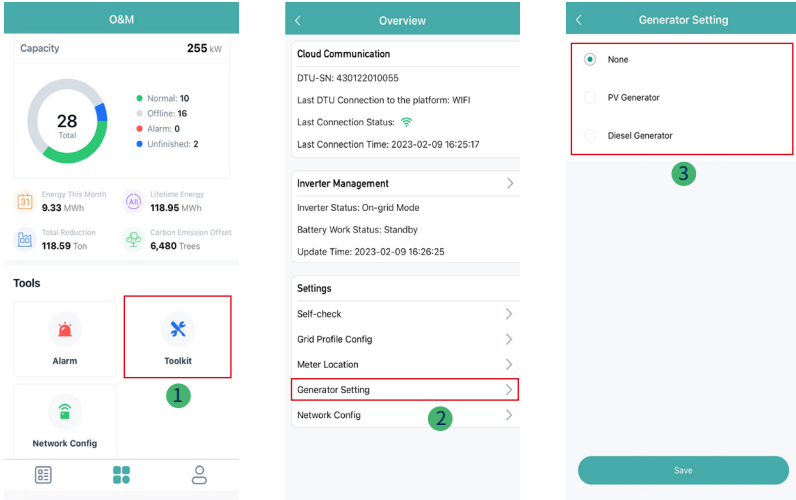 O&M
Capacity
255 kW
28
Total
Normal: 10
Offline: 16
Alarm: 0
Unfinished: 2
31
Energy This Month
9.33 MWh
All
Lifetime Energy
118.95 MWh
Total Reduction
118.59 Ton
Carbon Emission Offset
6,480 Trees
Tools
Alarm
Toolkit
1
Network Config
Overview
Cloud Communication
DTU-SN: 430122010055
Last DTU Connection to the platform: WIFI
Last Connection Status:
Last Connection Time: 2023-02-09 16:25:17
Inverter Management
Inverter Status: On-grid Mode
Battery Work Status: Standby
Update Time: 2023-02-09 16:26:25
Settings
Self-check
Grid Profile Config
Meter Location
Generator Setting
Network Config
2
Generator Setting
None
PV Generator
Diesel Generator
3
Save